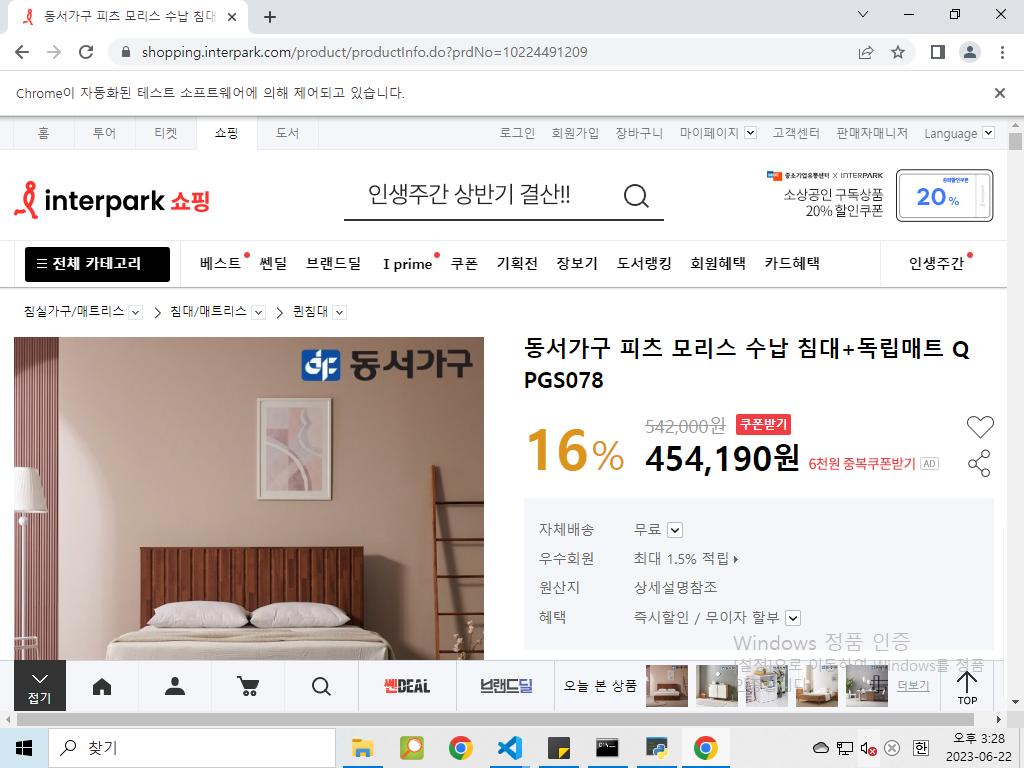 동서가구 피츠 모리스 수납 침대
shopping.interpark.com/product/productInfo.do?prdNo=10224491209
Chrome이 자동화된 테스트 소프트웨어에 의해 제어되고 있습니다.
홈 투어 티켓 쇼핑 도서 로그인 회원가입 장바구니 마이페이지 고객센터 판매자매니저 Language
interpark 쇼핑
인생주간 상반기 결산!!
중소기업유통센터 X INTERPARK
소상공인 구독상품
20% 할인쿠폰
20%
전체 카테고리 베스트 쎈딜 브랜드딜 I prime 쿠폰 기획전 장보기 도서랭킹 회원혜택 카드혜택 인생주간
침실가구/매트리스 침대/매트리스 퀸침대
동서가구
동서가구 피츠 모리스 수납 침대+독립매트 Q
PGS078
16%
542,000원 쿠폰받기
454,190원 6천원 중복쿠폰받기 AD
자체배송 무료
우수회원 최대 1.5% 적립
원산지 상세설명참조
혜택 즉시할인 / 무이자 할부
Windows 정품 인증
[설정]으로 이동하여 Windows를 정품
접기
쎈DEAL
브랜드딜
오늘 본 상품
더보기
TOP
찾기
한
오후 3:28
2023-06-22